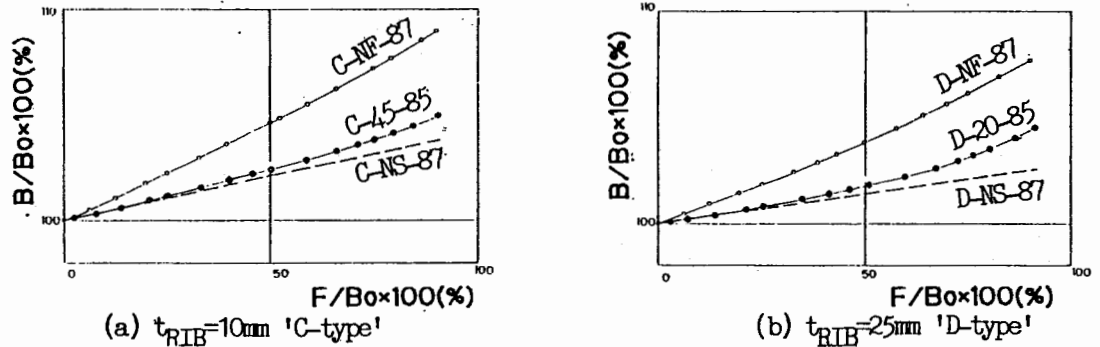 110
B/Bo×100(%)
100
C-NF-87
C-45-85
C-NS-87
0
50
100
F/Bo×100(%)
(a) tRIB=10mm 'C-type'
110
B/Bo×100(%)
100
D-NF-87
D-20-85
D-NS-87
0
50
100
F/Bo×100(%)
(b) tRIB=25mm 'D-type'